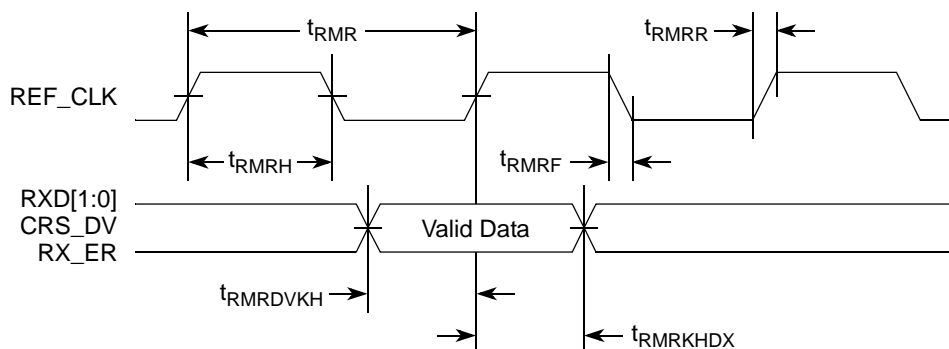 tRMR
tRMRR
REF_CLK
tRMRH
tRMRF
RXD[1:0]
CRS_DV
RX_ER
Valid Data
tRMRDVKH
tRMRKHDX